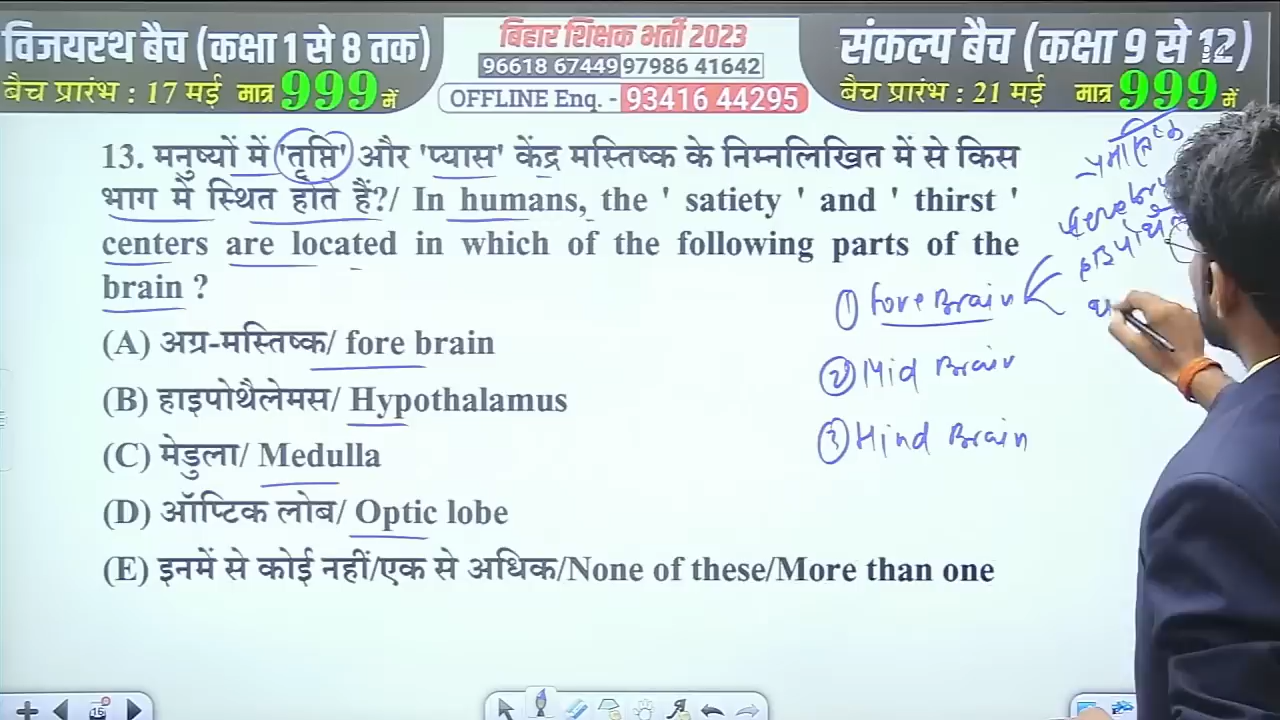 विजयरथ बैच (कक्षा 1 से 8 तक)
बैच प्रारंभ : 17 मई मात्र 999 में
बिहार शिक्षक भर्ती 2023
96618 67449 97986 41642
OFFLINE Enq. - 93416 44295
संकल्प बैच (कक्षा 9 से 12)
बैच प्रारंभ : 21 मई मात्र 999 में
13. मनुष्यों में 'तृप्ति' और 'प्यास' केंद्र मस्तिष्क के निम्नलिखित में से किस
भाग में स्थित होते हैं?/ In humans, the ' satiety ' and ' thirst '
centers are located in which of the following parts of the
brain ?
(A) अग्र-मस्तिष्क/ fore brain
(B) हाइपोथैलेमस/ Hypothalamus
(C) मेडुला/ Medulla
(D) ऑप्टिक लोब/ Optic lobe
(E) इनमें से कोई नहीं/एक से अधिक/None of these/More than one
① Fore Brain
② Mid Brain
③ Hind Brain
16